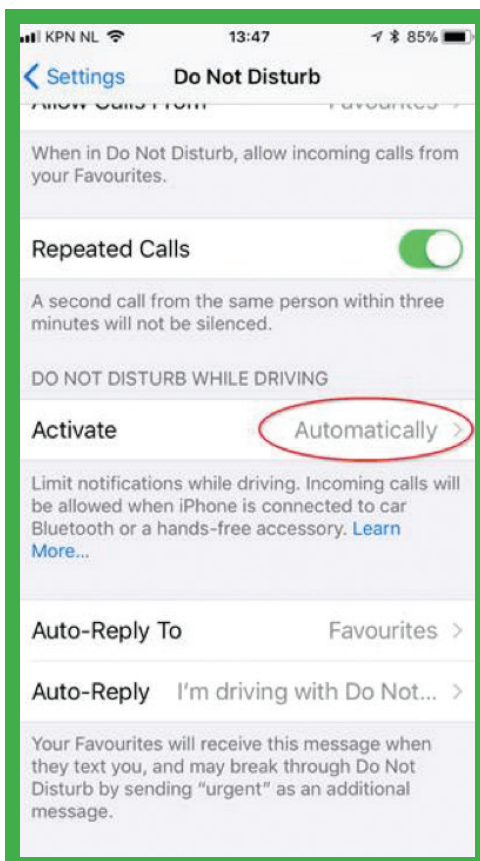 KPN NL 13:47 85%
Settings Do Not Disturb
Allow Calls From Favourites
When in Do Not Disturb, allow incoming calls from
your Favourites.
Repeated Calls
A second call from the same person within three
minutes will not be silenced.
DO NOT DISTURB WHILE DRIVING
Activate Automatically
Limit notifications while driving. Incoming calls will
be allowed when iPhone is connected to car
Bluetooth or a hands-free accessory. Learn
More...
Auto-Reply To Favourites
Auto-Reply I'm driving with Do Not...
Your Favourites will receive this message when
they text you, and may break through Do Not
Disturb by sending “urgent” as an additional
message.